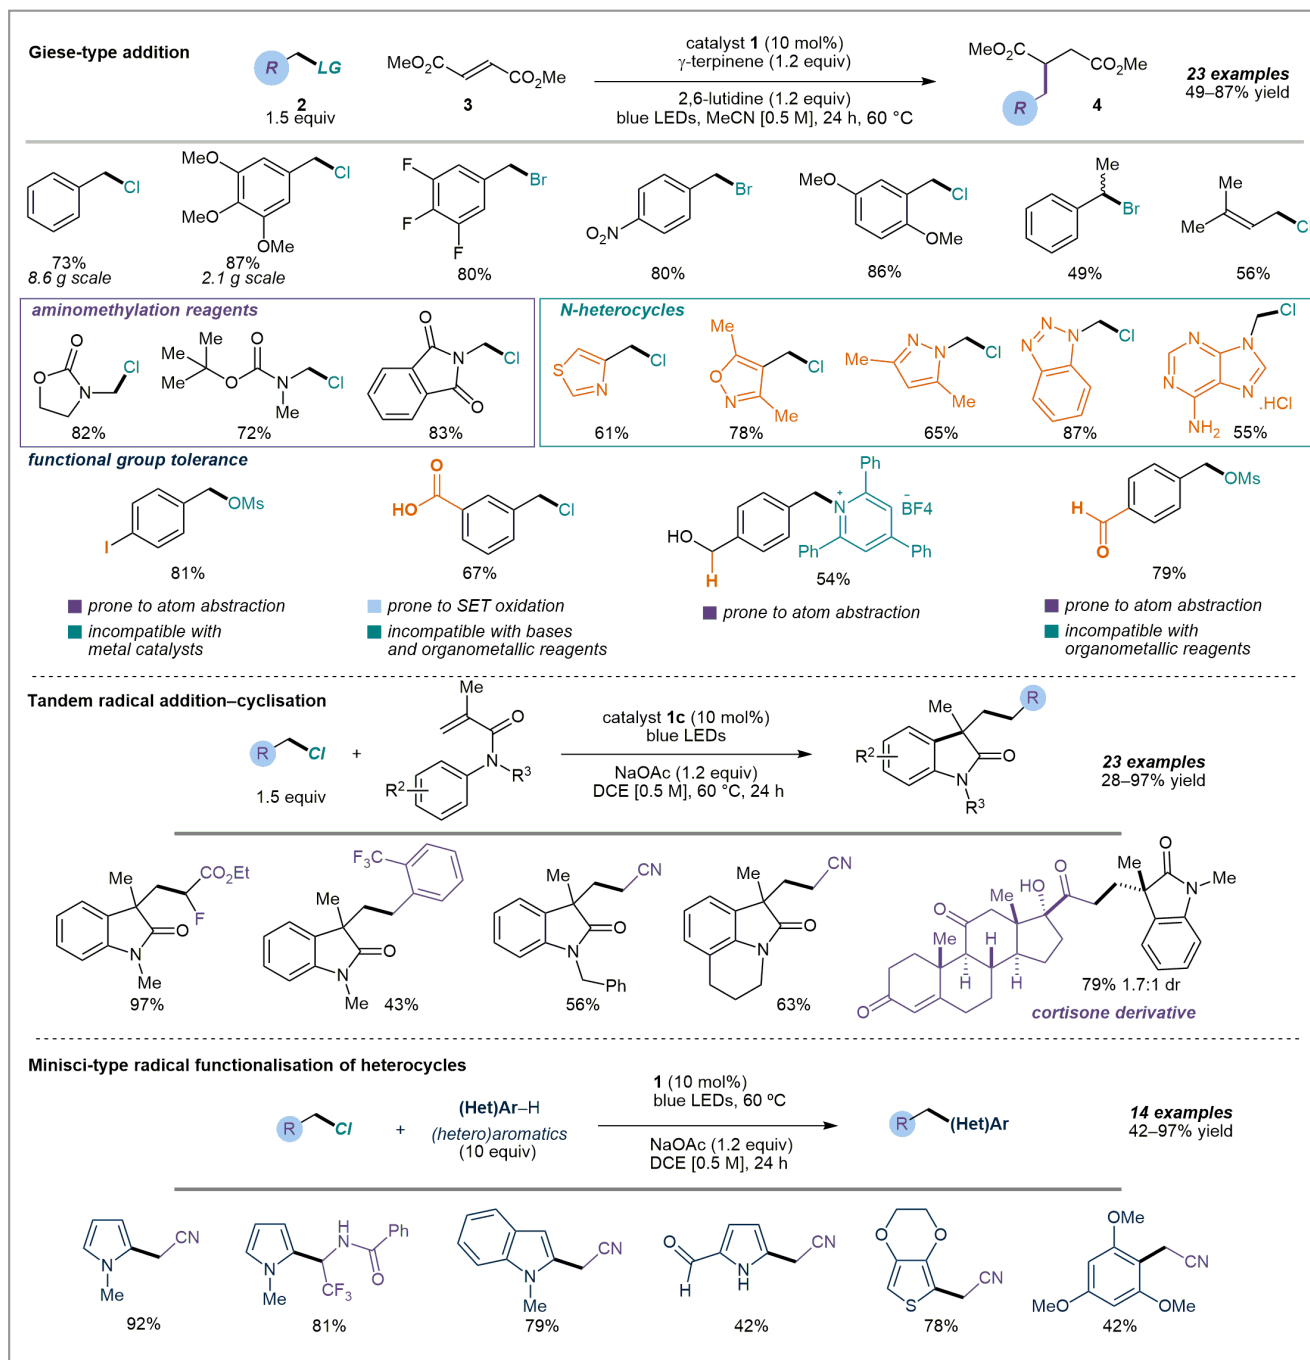 Giese-type addition
R
LG
2
1.5 equiv
MeO₂C
CO₂Me
3
catalyst 1 (10 mol%)
γ-terpinene (1.2 equiv)
2,6-lutidine (1.2 equiv)
blue LEDs, MeCN [0.5 M], 24 h, 60 °C
MeO₂C
CO₂Me
R
4
23 examples
49–87% yield
Cl
73%
8.6 g scale
MeO
MeO
OMe
Cl
87%
2.1 g scale
F
F
F
Br
80%
O₂N
Br
80%
MeO
OMe
Cl
86%
Me
Br
49%
Me
Me
Cl
56%
aminomethylation reagents
O
O
N
Cl
82%
Me
Me
Me
O
O
N
Me
Cl
72%
O
N
O
Cl
83%
N-heterocycles
S
N
Cl
61%
Me
O
N
Me
Cl
78%
Me
N
N
Me
Cl
65%
N
N
N
Cl
87%
N
N
N
N
NH₂
Cl
.HCl
55%
functional group tolerance
I
OMs
81%
prone to atom abstraction
incompatible with
metal catalysts
O
HO
Cl
67%
prone to SET oxidation
incompatible with bases
and organometallic reagents
HO
H
Ph
N
+
Ph
Ph
−
BF4
54%
prone to atom abstraction
H
O
OMs
79%
prone to atom abstraction
incompatible with
organometallic reagents
Tandem radical addition–cyclisation
R
Cl
1.5 equiv
+
Me
O
N
R³
R²
catalyst 1c (10 mol%)
blue LEDs
NaOAc (1.2 equiv)
DCE [0.5 M], 60 °C, 24 h
Me
R
R²
O
N
R³
23 examples
28–97% yield
Me
CO₂Et
F
O
N
Me
97%
F₃C
Me
O
N
Me
43%
Me
CN
O
N
Ph
56%
Me
CN
O
N
63%
O
Me
OH
O
Me
H
H
H
O
Me
O
N
Me
79% 1.7:1 dr
cortisone derivative
Minisci-type radical functionalisation of heterocycles
R
Cl
+
(Het)Ar–H
(hetero)aromatics
(10 equiv)
1 (10 mol%)
blue LEDs, 60 ºC
NaOAc (1.2 equiv)
DCE [0.5 M], 24 h
R
(Het)Ar
14 examples
42–97% yield
N
Me
CN
92%
N
Me
H
N
Ph
O
CF₃
81%
N
Me
CN
79%
O
H
N
H
CN
42%
O
O
S
CN
78%
OMe
CN
MeO
OMe
42%